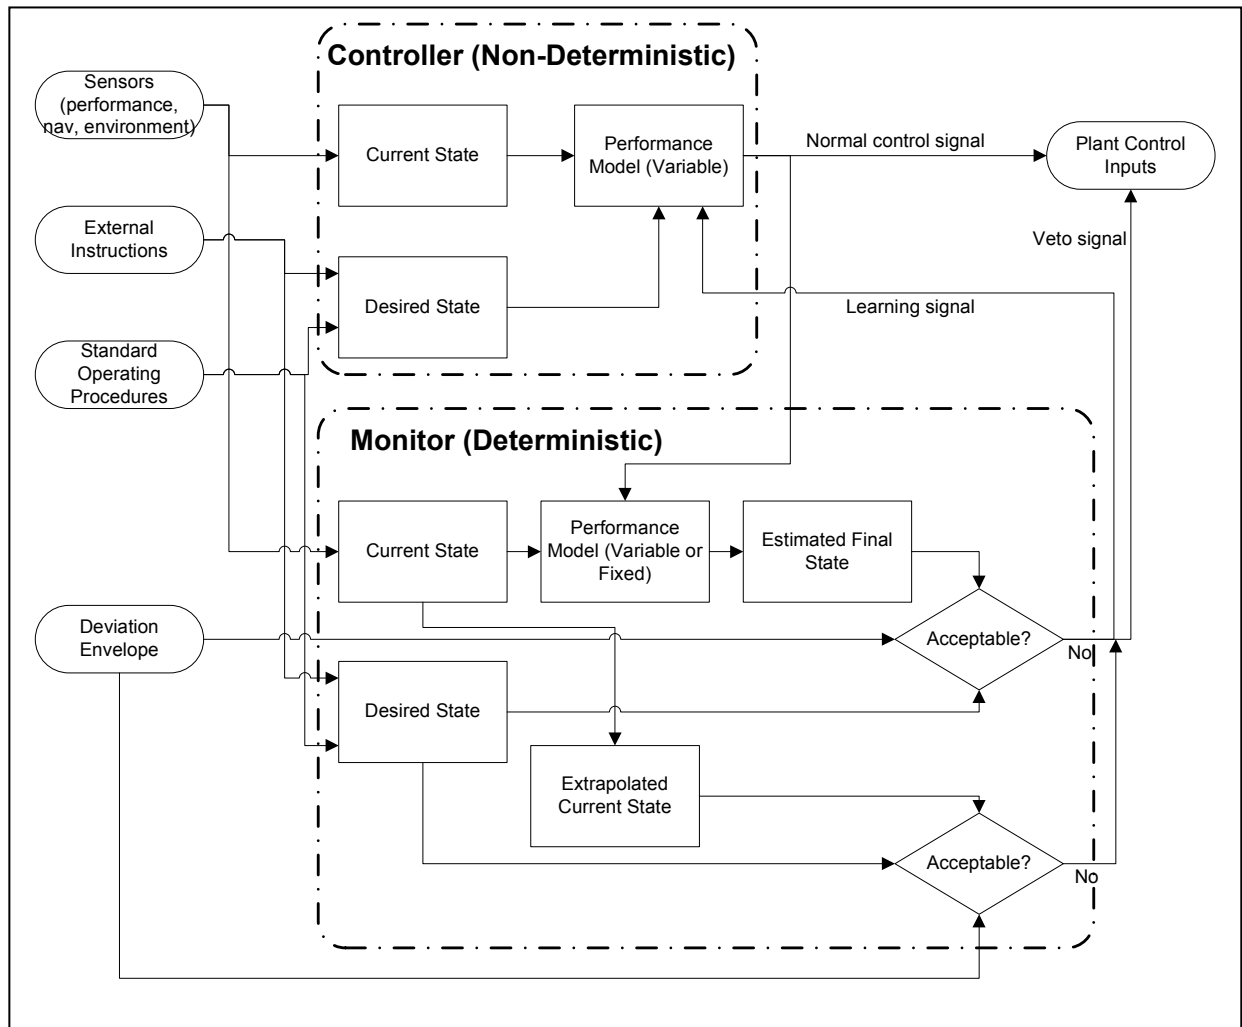 Controller (Non-Deterministic)
Sensors
(performance,
nav, environment)
Current State
Performance
Model (Variable)
Normal control signal
Plant Control
Inputs
External
Instructions
Veto signal
Desired State
Learning signal
Standard
Operating
Procedures
Monitor (Deterministic)
Current State
Performance
Model (Variable or
Fixed)
Estimated Final
State
Deviation
Envelope
Acceptable?
No
Desired State
Extrapolated
Current State
Acceptable?
No